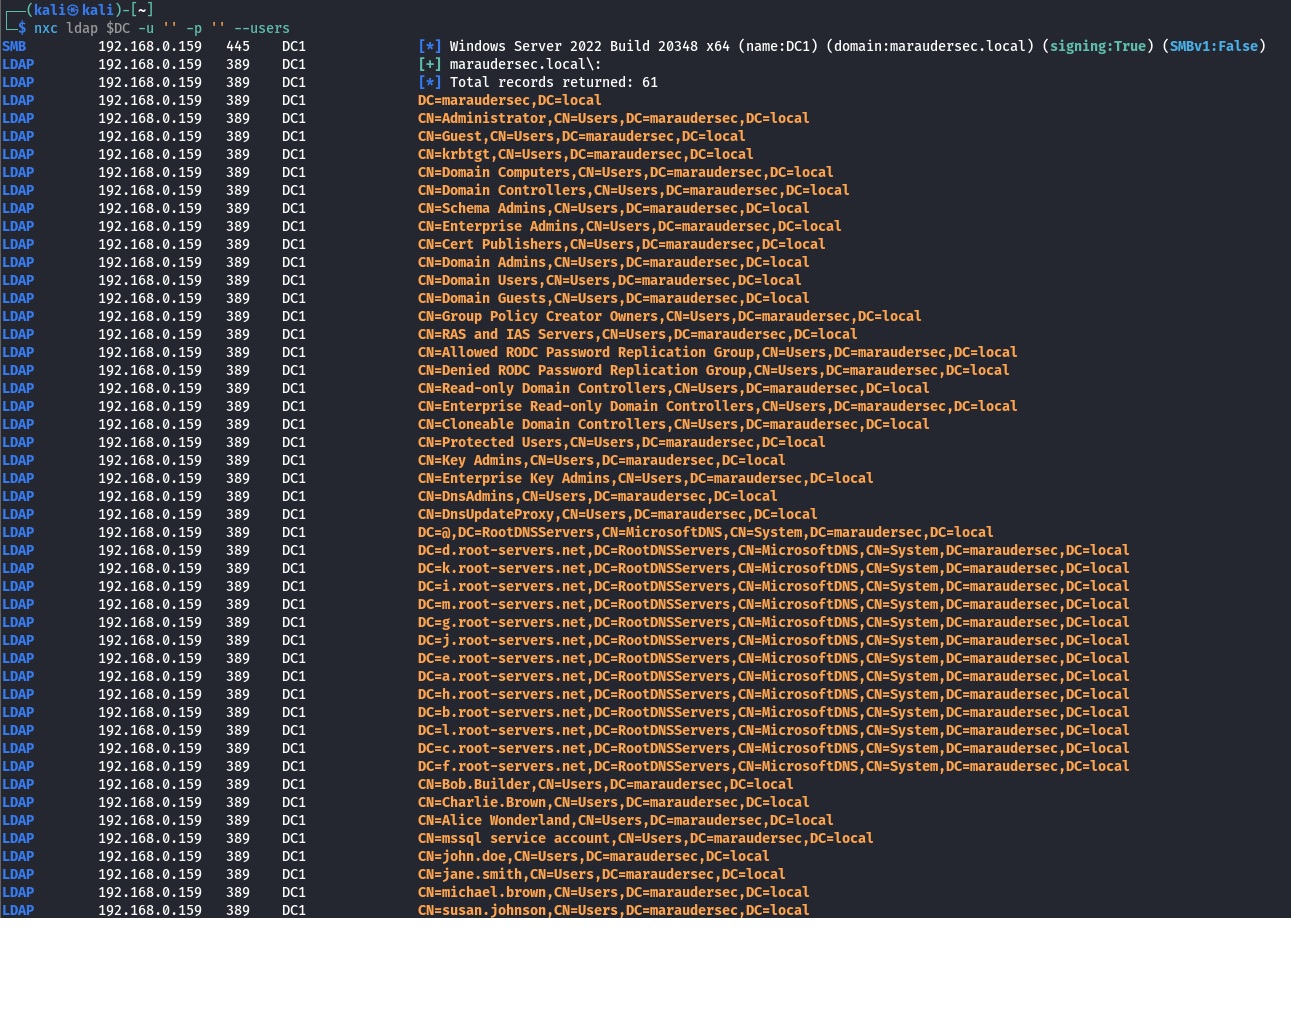 ┌──(kali㉿kali)-[~]
└─$ nxc ldap $DC -u '' -p '' --users
SMB 192.168.0.159 445 DC1 [*] Windows Server 2022 Build 20348 x64 (name:DC1) (domain:maraudersec.local) (signing:True) (SMBv1:False)
LDAP 192.168.0.159 389 DC1 [+] maraudersec.local\:
LDAP 192.168.0.159 389 DC1 [*] Total records returned: 61
LDAP 192.168.0.159 389 DC1 DC=maraudersec,DC=local
LDAP 192.168.0.159 389 DC1 CN=Administrator,CN=Users,DC=maraudersec,DC=local
LDAP 192.168.0.159 389 DC1 CN=Guest,CN=Users,DC=maraudersec,DC=local
LDAP 192.168.0.159 389 DC1 CN=krbtgt,CN=Users,DC=maraudersec,DC=local
LDAP 192.168.0.159 389 DC1 CN=Domain Computers,CN=Users,DC=maraudersec,DC=local
LDAP 192.168.0.159 389 DC1 CN=Domain Controllers,CN=Users,DC=maraudersec,DC=local
LDAP 192.168.0.159 389 DC1 CN=Schema Admins,CN=Users,DC=maraudersec,DC=local
LDAP 192.168.0.159 389 DC1 CN=Enterprise Admins,CN=Users,DC=maraudersec,DC=local
LDAP 192.168.0.159 389 DC1 CN=Cert Publishers,CN=Users,DC=maraudersec,DC=local
LDAP 192.168.0.159 389 DC1 CN=Domain Admins,CN=Users,DC=maraudersec,DC=local
LDAP 192.168.0.159 389 DC1 CN=Domain Users,CN=Users,DC=maraudersec,DC=local
LDAP 192.168.0.159 389 DC1 CN=Domain Guests,CN=Users,DC=maraudersec,DC=local
LDAP 192.168.0.159 389 DC1 CN=Group Policy Creator Owners,CN=Users,DC=maraudersec,DC=local
LDAP 192.168.0.159 389 DC1 CN=RAS and IAS Servers,CN=Users,DC=maraudersec,DC=local
LDAP 192.168.0.159 389 DC1 CN=Allowed RODC Password Replication Group,CN=Users,DC=maraudersec,DC=local
LDAP 192.168.0.159 389 DC1 CN=Denied RODC Password Replication Group,CN=Users,DC=maraudersec,DC=local
LDAP 192.168.0.159 389 DC1 CN=Read-only Domain Controllers,CN=Users,DC=maraudersec,DC=local
LDAP 192.168.0.159 389 DC1 CN=Enterprise Read-only Domain Controllers,CN=Users,DC=maraudersec,DC=local
LDAP 192.168.0.159 389 DC1 CN=Cloneable Domain Controllers,CN=Users,DC=maraudersec,DC=local
LDAP 192.168.0.159 389 DC1 CN=Protected Users,CN=Users,DC=maraudersec,DC=local
LDAP 192.168.0.159 389 DC1 CN=Key Admins,CN=Users,DC=maraudersec,DC=local
LDAP 192.168.0.159 389 DC1 CN=Enterprise Key Admins,CN=Users,DC=maraudersec,DC=local
LDAP 192.168.0.159 389 DC1 CN=DnsAdmins,CN=Users,DC=maraudersec,DC=local
LDAP 192.168.0.159 389 DC1 CN=DnsUpdateProxy,CN=Users,DC=maraudersec,DC=local
LDAP 192.168.0.159 389 DC1 DC=@,DC=RootDNSServers,CN=MicrosoftDNS,CN=System,DC=maraudersec,DC=local
LDAP 192.168.0.159 389 DC1 DC=d.root-servers.net,DC=RootDNSServers,CN=MicrosoftDNS,CN=System,DC=maraudersec,DC=local
LDAP 192.168.0.159 389 DC1 DC=k.root-servers.net,DC=RootDNSServers,CN=MicrosoftDNS,CN=System,DC=maraudersec,DC=local
LDAP 192.168.0.159 389 DC1 DC=i.root-servers.net,DC=RootDNSServers,CN=MicrosoftDNS,CN=System,DC=maraudersec,DC=local
LDAP 192.168.0.159 389 DC1 DC=m.root-servers.net,DC=RootDNSServers,CN=MicrosoftDNS,CN=System,DC=maraudersec,DC=local
LDAP 192.168.0.159 389 DC1 DC=g.root-servers.net,DC=RootDNSServers,CN=MicrosoftDNS,CN=System,DC=maraudersec,DC=local
LDAP 192.168.0.159 389 DC1 DC=j.root-servers.net,DC=RootDNSServers,CN=MicrosoftDNS,CN=System,DC=maraudersec,DC=local
LDAP 192.168.0.159 389 DC1 DC=e.root-servers.net,DC=RootDNSServers,CN=MicrosoftDNS,CN=System,DC=maraudersec,DC=local
LDAP 192.168.0.159 389 DC1 DC=a.root-servers.net,DC=RootDNSServers,CN=MicrosoftDNS,CN=System,DC=maraudersec,DC=local
LDAP 192.168.0.159 389 DC1 DC=h.root-servers.net,DC=RootDNSServers,CN=MicrosoftDNS,CN=System,DC=maraudersec,DC=local
LDAP 192.168.0.159 389 DC1 DC=b.root-servers.net,DC=RootDNSServers,CN=MicrosoftDNS,CN=System,DC=maraudersec,DC=local
LDAP 192.168.0.159 389 DC1 DC=l.root-servers.net,DC=RootDNSServers,CN=MicrosoftDNS,CN=System,DC=maraudersec,DC=local
LDAP 192.168.0.159 389 DC1 DC=c.root-servers.net,DC=RootDNSServers,CN=MicrosoftDNS,CN=System,DC=maraudersec,DC=local
LDAP 192.168.0.159 389 DC1 DC=f.root-servers.net,DC=RootDNSServers,CN=MicrosoftDNS,CN=System,DC=maraudersec,DC=local
LDAP 192.168.0.159 389 DC1 CN=Bob.Builder,CN=Users,DC=maraudersec,DC=local
LDAP 192.168.0.159 389 DC1 CN=Charlie.Brown,CN=Users,DC=maraudersec,DC=local
LDAP 192.168.0.159 389 DC1 CN=Alice Wonderland,CN=Users,DC=maraudersec,DC=local
LDAP 192.168.0.159 389 DC1 CN=mssql service account,CN=Users,DC=maraudersec,DC=local
LDAP 192.168.0.159 389 DC1 CN=john.doe,CN=Users,DC=maraudersec,DC=local
LDAP 192.168.0.159 389 DC1 CN=jane.smith,CN=Users,DC=maraudersec,DC=local
LDAP 192.168.0.159 389 DC1 CN=michael.brown,CN=Users,DC=maraudersec,DC=local
LDAP 192.168.0.159 389 DC1 CN=susan.johnson,CN=Users,DC=maraudersec,DC=local